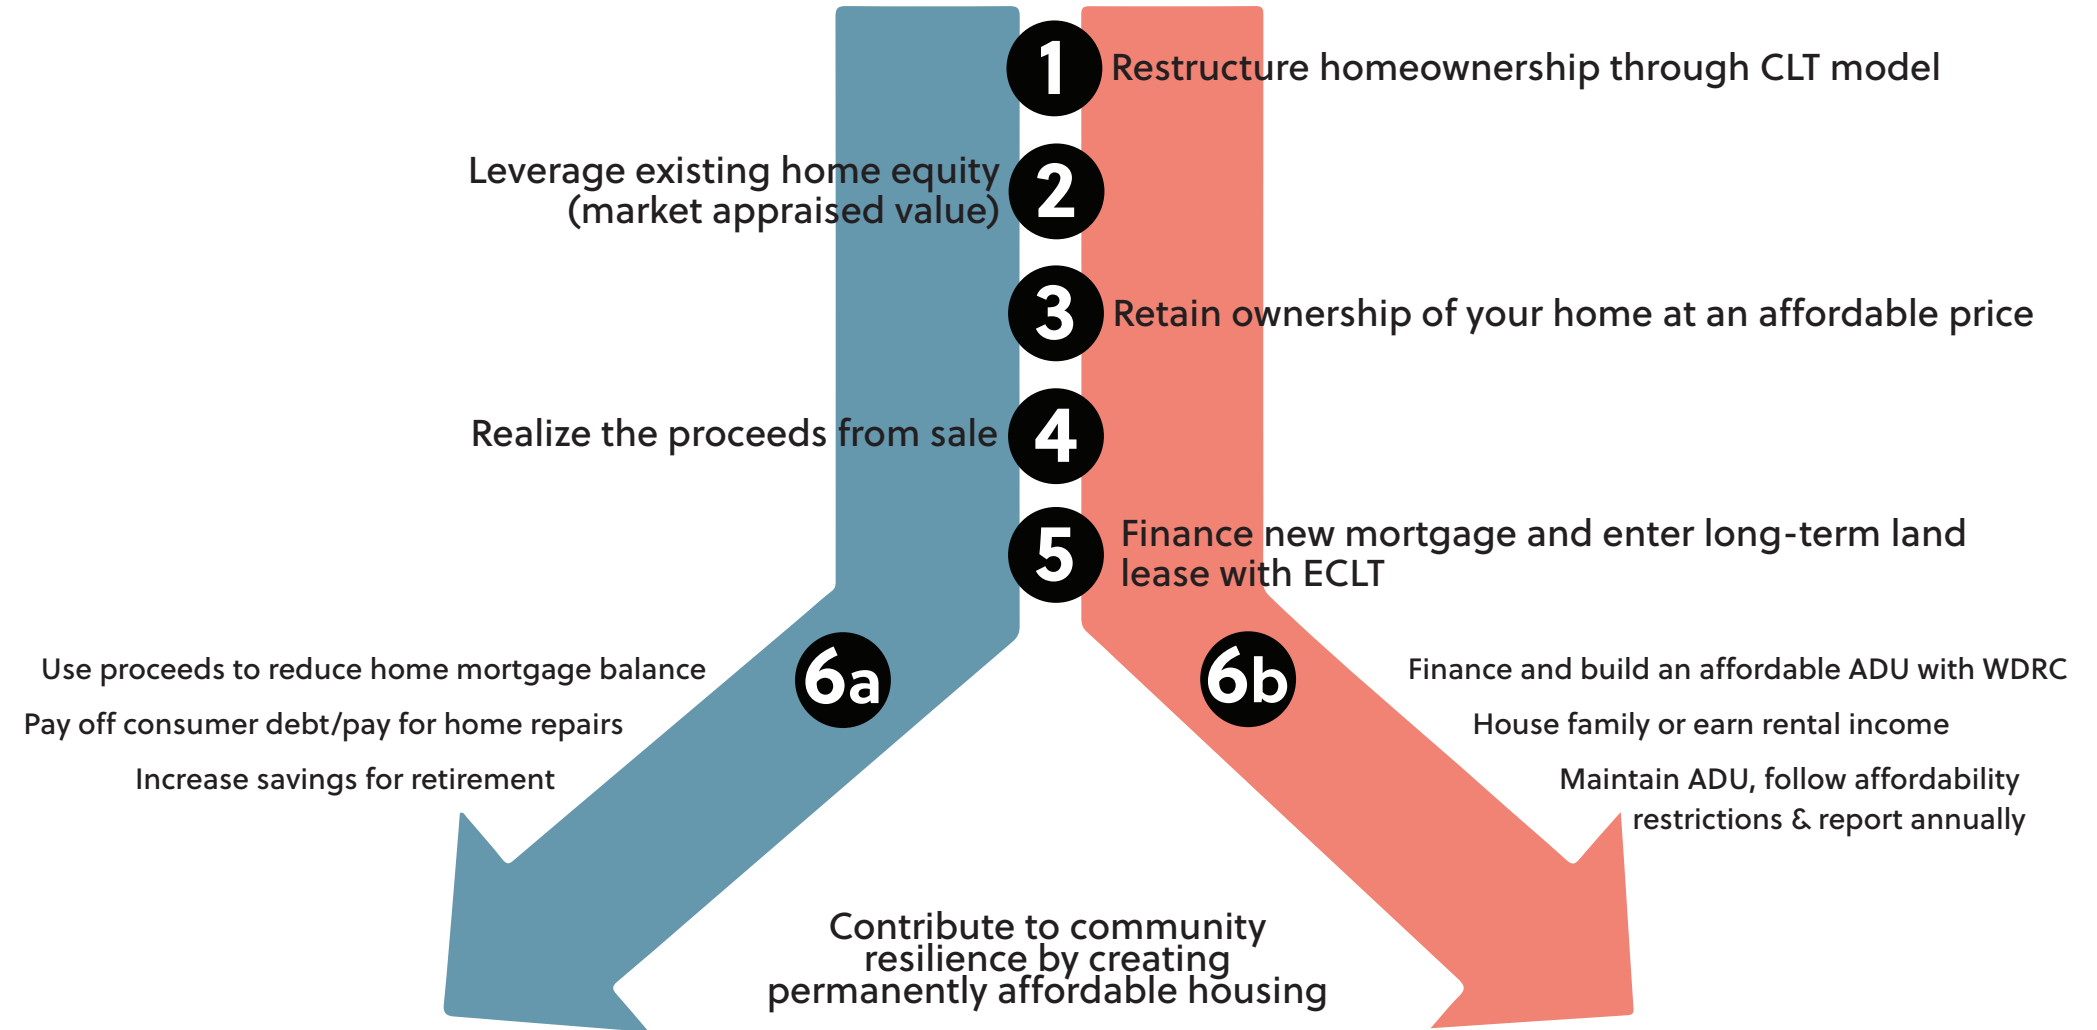 1
Restructure homeownership through CLT model
Leverage existing home equity
(market appraised value)
2
3
Retain ownership of your home at an affordable price
Realize the proceeds from sale
4
5
Finance new mortgage and enter long-term land
lease with ECLT
6a
Use proceeds to reduce home mortgage balance
Pay off consumer debt/pay for home repairs
Increase savings for retirement
6b
Finance and build an affordable ADU with WDRC
House family or earn rental income
Maintain ADU, follow affordability
restrictions & report annually
Contribute to community
resilience by creating
permanently affordable housing